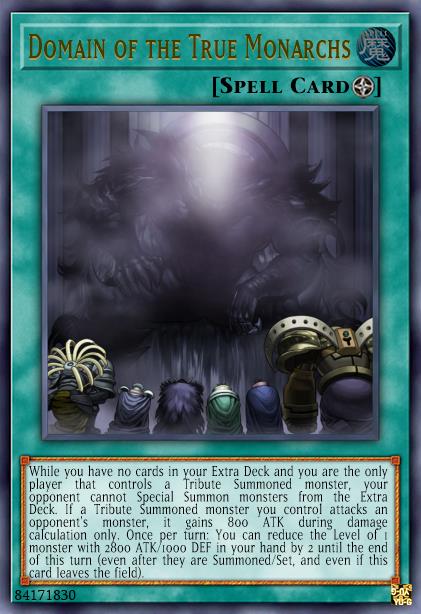 DOMAIN OF THE TRUE MONARCHS
魔
[SPELL CARD]
While you have no cards in your Extra Deck and you are the only
player that controls a Tribute Summoned monster, your
opponent cannot Special Summon monsters from the Extra
Deck. If a Tribute Summoned monster you control attacks an
opponent's monster, it gains 800 ATK during damage
calculation only. Once per turn: You can reduce the Level of 1
monster with 2800 ATK/1000 DEF in your hand by 2 until the end
of this turn (even after they are Summoned/Set, and even if this
card leaves the field).
84171830